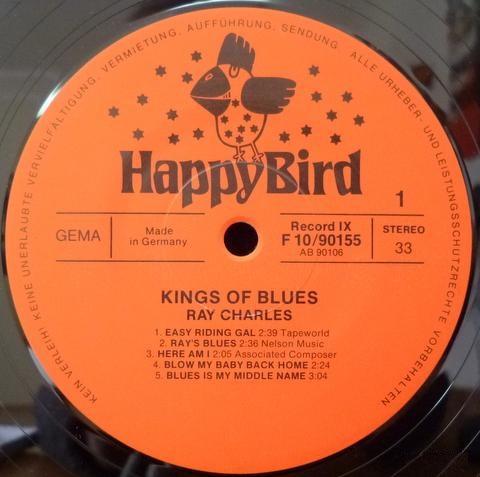 KEIN VERLEIH! KEINE UNERLAUBTE VERVIELFÄLTIGUNG, VERMIETUNG, AUFFÜHRUNG, SENDUNG ALLE URHEBER- UND LEISTUNGSSCHUTZRECHTE VORBEHALTEN
HappyBird
1
GEMA
Made
in Germany
Record IX
F 10/90155
AB 90106
STEREO
33
KINGS OF BLUES
RAY CHARLES
1. EASY RIDING GAL 2:39 Tapeworld
2. RAY'S BLUES 2:36 Nelson Music
3. HERE AM I 2:05 Associated Composer
4. BLOW MY BABY BACK HOME 2:24
5. BLUES IS MY MIDDLE NAME 3:04